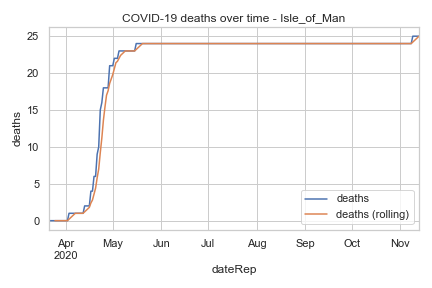 COVID-19 deaths over time - Isle_of_Man
25
20
15
10
5
0
deaths
deaths
deaths (rolling)
Apr May Jun Jul Aug Sep Oct Nov
2020
dateRep